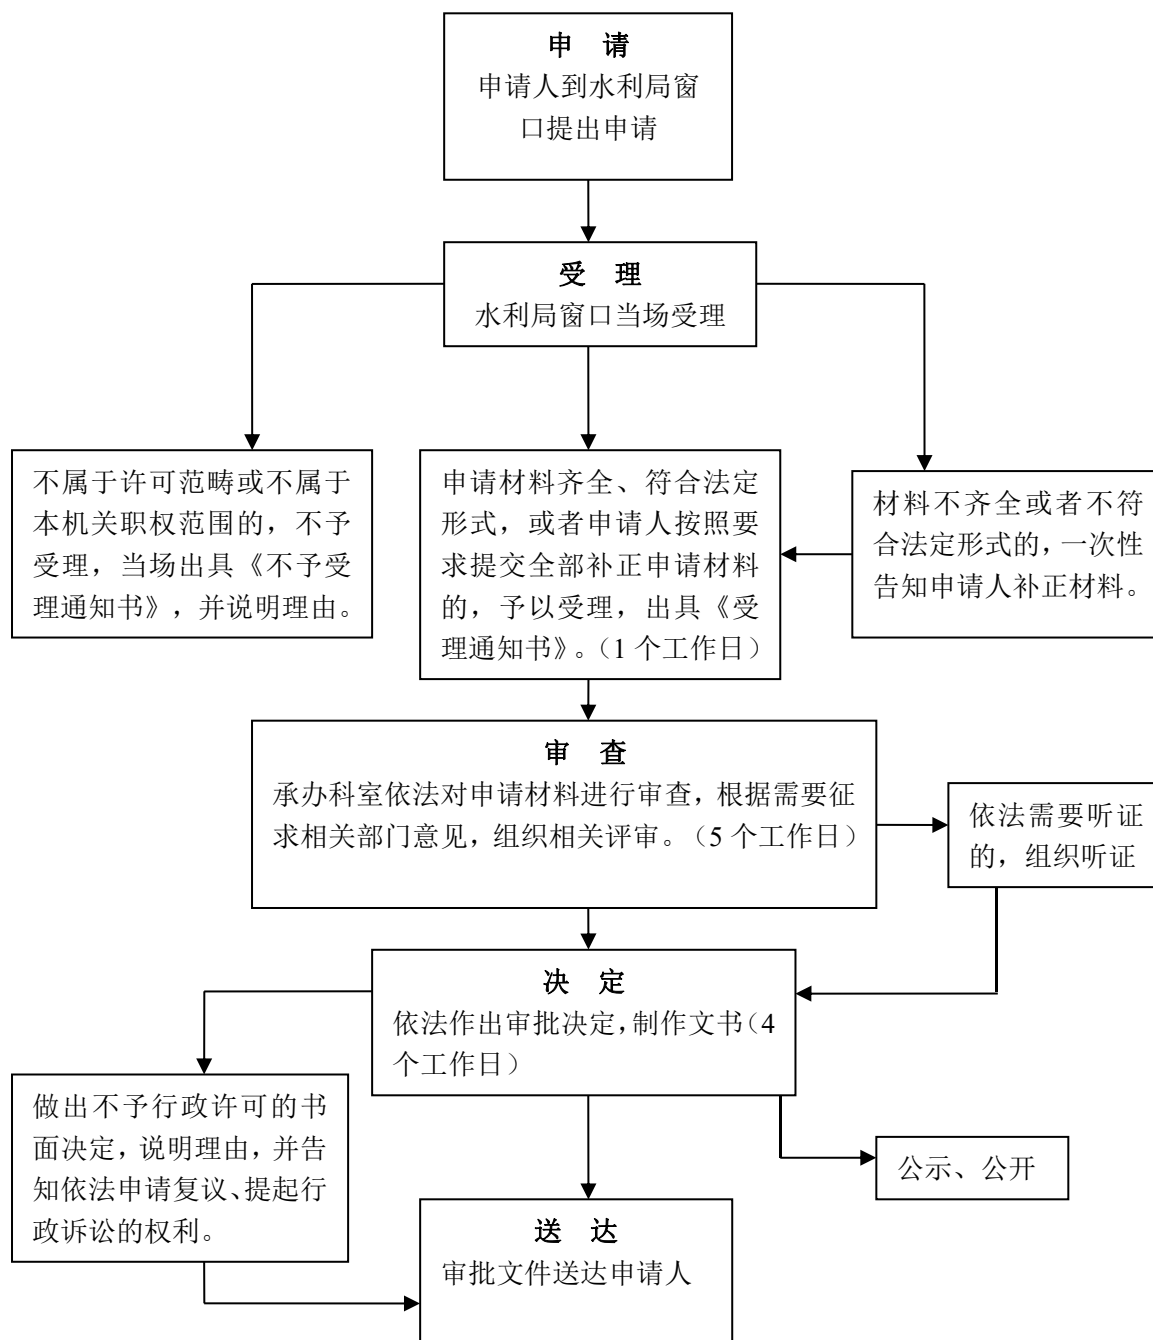 申 请
申请人到水利局窗
口提出申请
受 理
水利局窗口当场受理
不属于许可范畴或不属于
本机关职权范围的，不予
受理，当场出具《不予受
理通知书》，并说明理由。
申请材料齐全、符合法定
形式，或者申请人按照要
求提交全部补正申请材料
的，予以受理，出具《受
理通知书》。（1 个工作日）
材料不齐全或者不符
合法定形式的，一次性
告知申请人补正材料。
审 查
承办科室依法对申请材料进行审查，根据需要征
求相关部门意见，组织相关评审。（5 个工作日）
依法需要听证
的，组织听证
决 定
依法作出审批决定，制作文书（4
个工作日）
做出不予行政许可的书
面决定，说明理由，并告
知依法申请复议、提起行
政诉讼的权利。
公示、公开
送 达
审批文件送达申请人